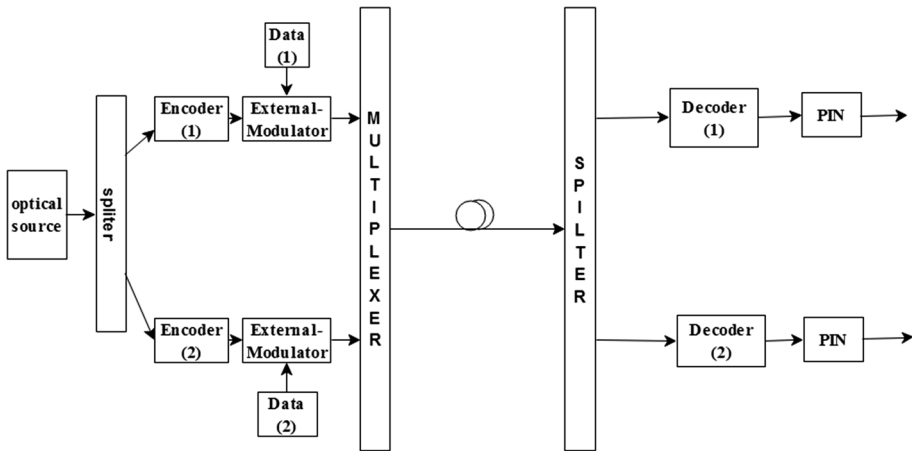 optical
source
spliter
Encoder
(1)
Data
(1)
External-
Modulator
Encoder
(2)
External-
Modulator
Data
(2)
MULTIPLEXER
SPILTER
Decoder
(1)
PIN
Decoder
(2)
PIN